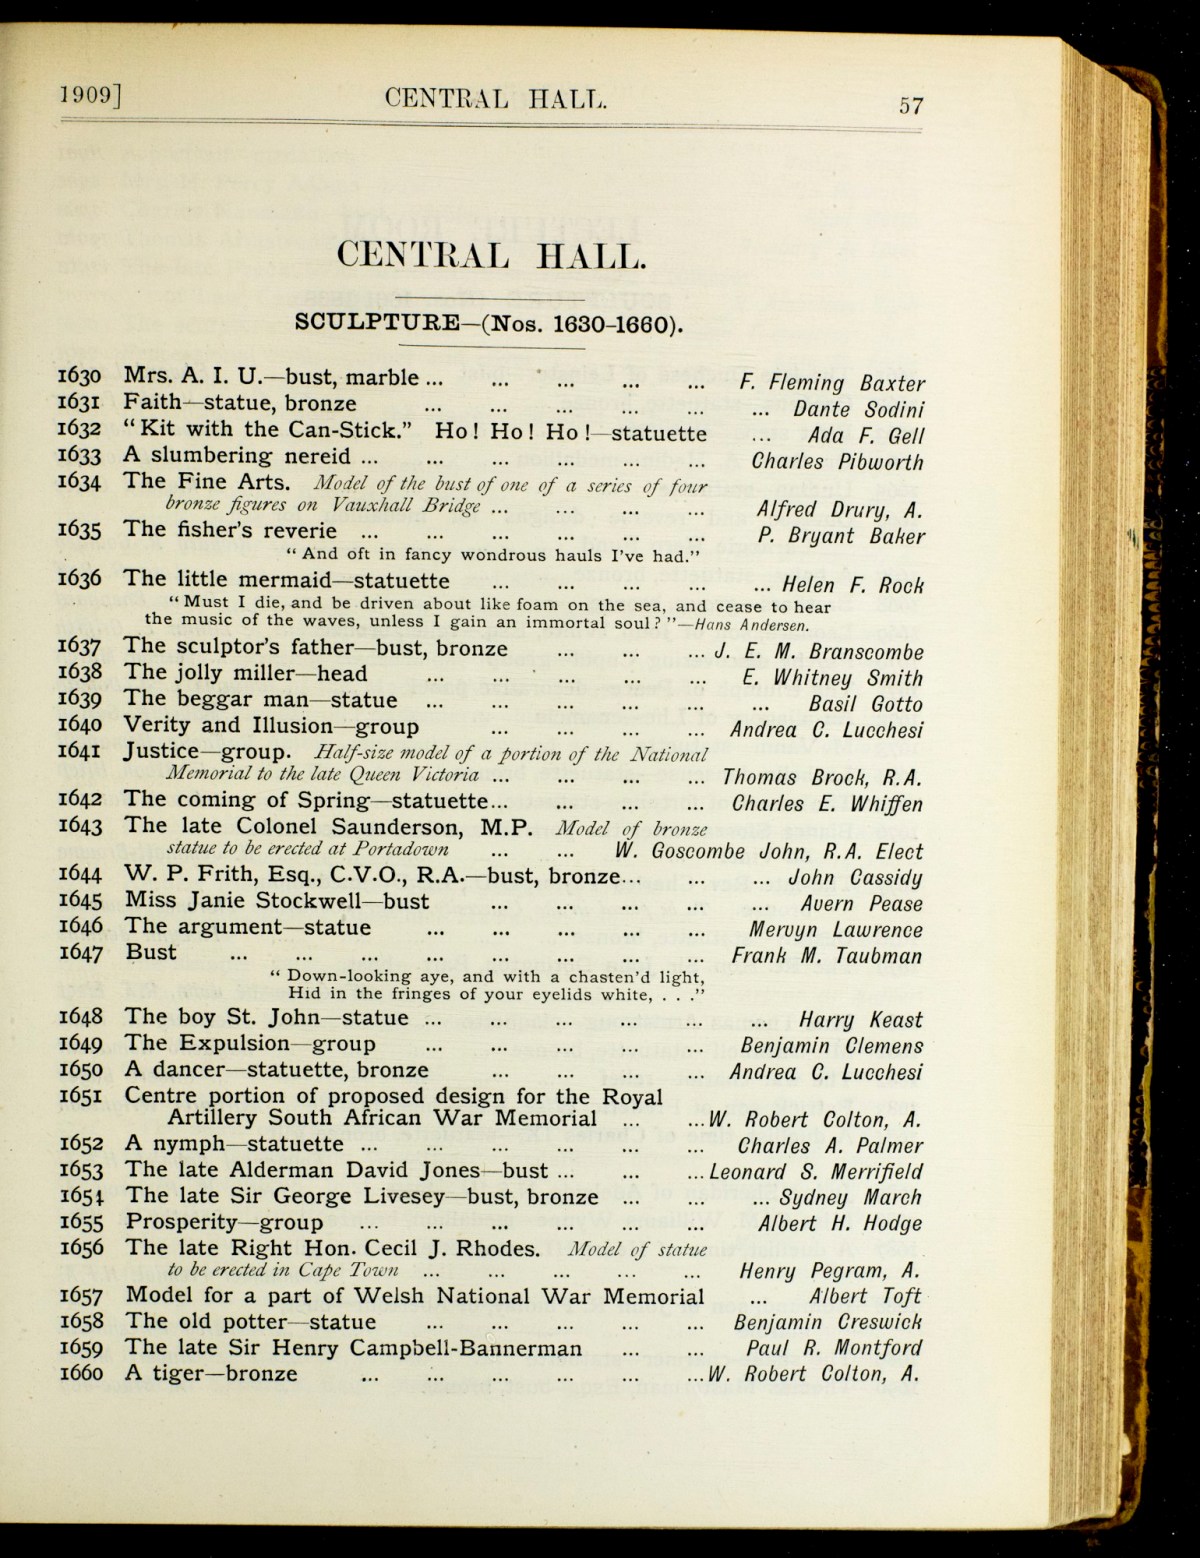 1909] CENTRAL HALL. 57
CENTRAL HALL.
SCULPTURE—(Nos. 1630-1660).
1630 Mrs. A. I. U.—bust, marble ... ... ... ... ... F. Fleming Baxter
1631 Faith—statue, bronze ... ... ... ... ... ... Dante Sodini
1632 “Kit with the Can-Stick.” Ho! Ho! Ho!—statuette ... Ada F. Gell
1633 A slumbering nereid ... ... ... ... ... ... Charles Pibworth
1634 The Fine Arts. Model of the bust of one of a series of four
bronze figures on Vauxhall Bridge ... ... ... ... Alfred Drury, A.
1635 The fisher's reverie ... ... ... ... ... ... P. Bryant Baker
“And oft in fancy wondrous hauls I've had.”
1636 The little mermaid—statuette ... ... ... ... ... Helen F. Rock
“Must I die, and be driven about like foam on the sea, and cease to hear
the music of the waves, unless I gain an immortal soul?”—Hans Andersen.
1637 The sculptor's father—bust, bronze ... ... ... J. E. M. Branscombe
1638 The jolly miller—head ... ... ... ... ... E. Whitney Smith
1639 The beggar man—statue ... ... ... ... ... ... Basil Gotto
1640 Verity and Illusion—group ... ... ... ... Andrea C. Lucchesi
1641 Justice—group. Half-size model of a portion of the National
Memorial to the late Queen Victoria ... ... ... ... Thomas Brock, R.A.
1642 The coming of Spring—statuette... ... ... ... Charles E. Whiffen
1643 The late Colonel Saunderson, M.P. Model of bronze
statue to be erected at Portadown ... ... W. Goscombe John, R.A. Elect
1644 W. P. Frith, Esq., C.V.O., R.A.—bust, bronze... ... ... John Cassidy
1645 Miss Janie Stockwell—bust ... ... ... ... ... Avern Pease
1646 The argument—statue ... ... ... ... ... Mervyn Lawrence
1647 Bust ... ... ... ... ... ... ... ... Frank M. Taubman
“Down-looking aye, and with a chasten'd light,
Hid in the fringes of your eyelids white, . . .”
1648 The boy St. John—statue ... ... ... ... ... ... Harry Keast
1649 The Expulsion—group ... ... ... ... ... Benjamin Clemens
1650 A dancer—statuette, bronze ... ... ... ... Andrea C. Lucchesi
1651 Centre portion of proposed design for the Royal
Artillery South African War Memorial ... ... W. Robert Colton, A.
1652 A nymph—statuette ... ... ... ... ... ... Charles A. Palmer
1653 The late Alderman David Jones—bust ... ... ... Leonard S. Merrifield
1654 The late Sir George Livesey—bust, bronze ... ... ... Sydney March
1655 Prosperity—group ... ... ... ... ... ... Albert H. Hodge
1656 The late Right Hon. Cecil J. Rhodes. Model of statue
to be erected in Cape Town ... ... ... ... ... Henry Pegram, A.
1657 Model for a part of Welsh National War Memorial ... Albert Toft
1658 The old potter—statue ... ... ... ... ... Benjamin Creswick
1659 The late Sir Henry Campbell-Bannerman ... ... Paul R. Montford
1660 A tiger—bronze ... ... ... ... ... ... W. Robert Colton, A.